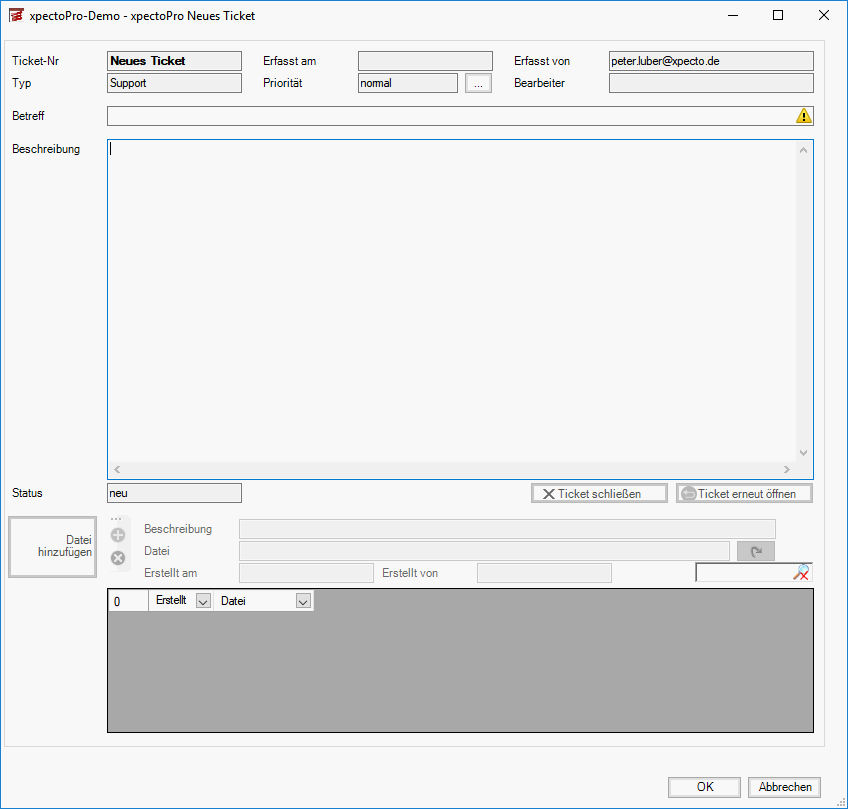 xpectoPro-Demo - xpectoPro Neues Ticket
Ticket-Nr Neues Ticket Erfasst am Erfasst von peter.luber@xpecto.de
Typ Support Priorität normal ... Bearbeiter
Betreff
Beschreibung
Status neu Ticket schließen Ticket erneut öffnen
Datei
hinzufügen
Beschreibung
Datei
Erstellt am Erstellt von
0 Erstellt Datei
OK Abbrechen